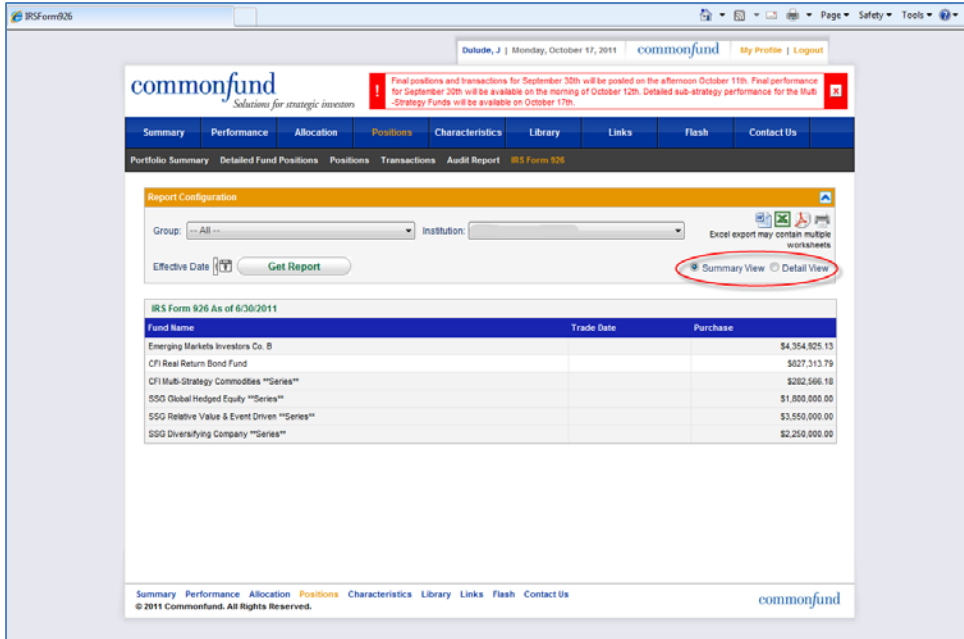 IRSForm926
Page Safety Tools
Dulude, J | Monday, October 17, 2011 commonfund My Profile | Logout
commonfund
Solutions for strategic investors
! Final positions and transactions for September 30th will be posted on the afternoon October 11th. Final performance
for September 30th will be available on the morning of October 12th. Detailed sub-strategy performance for the Multi
-Strategy Funds will be available on October 17th.
Summary Performance Allocation Positions Characteristics Library Links Flash Contact Us
Portfolio Summary Detailed Fund Positions Positions Transactions Audit Report IRS Form 926
Report Configuration
Group: -- All -- Institution:
Excel export may contain multiple
worksheets
Effective Date Get Report Summary View Detail View
IRS Form 926 As of 6/30/2011
Fund Name Trade Date Purchase
Emerging Markets Investors Co. B $4,354,925.13
CFI Real Return Bond Fund $827,313.79
CFI Multi-Strategy Commodities **Series** $282,566.18
SSG Global Hedged Equity **Series** $1,800,000.00
SSG Relative Value & Event Driven **Series** $3,550,000.00
SSG Diversifying Company **Series** $2,250,000.00
Summary Performance Allocation Positions Characteristics Library Links Flash Contact Us
© 2011 Commonfund. All Rights Reserved.
commonfund